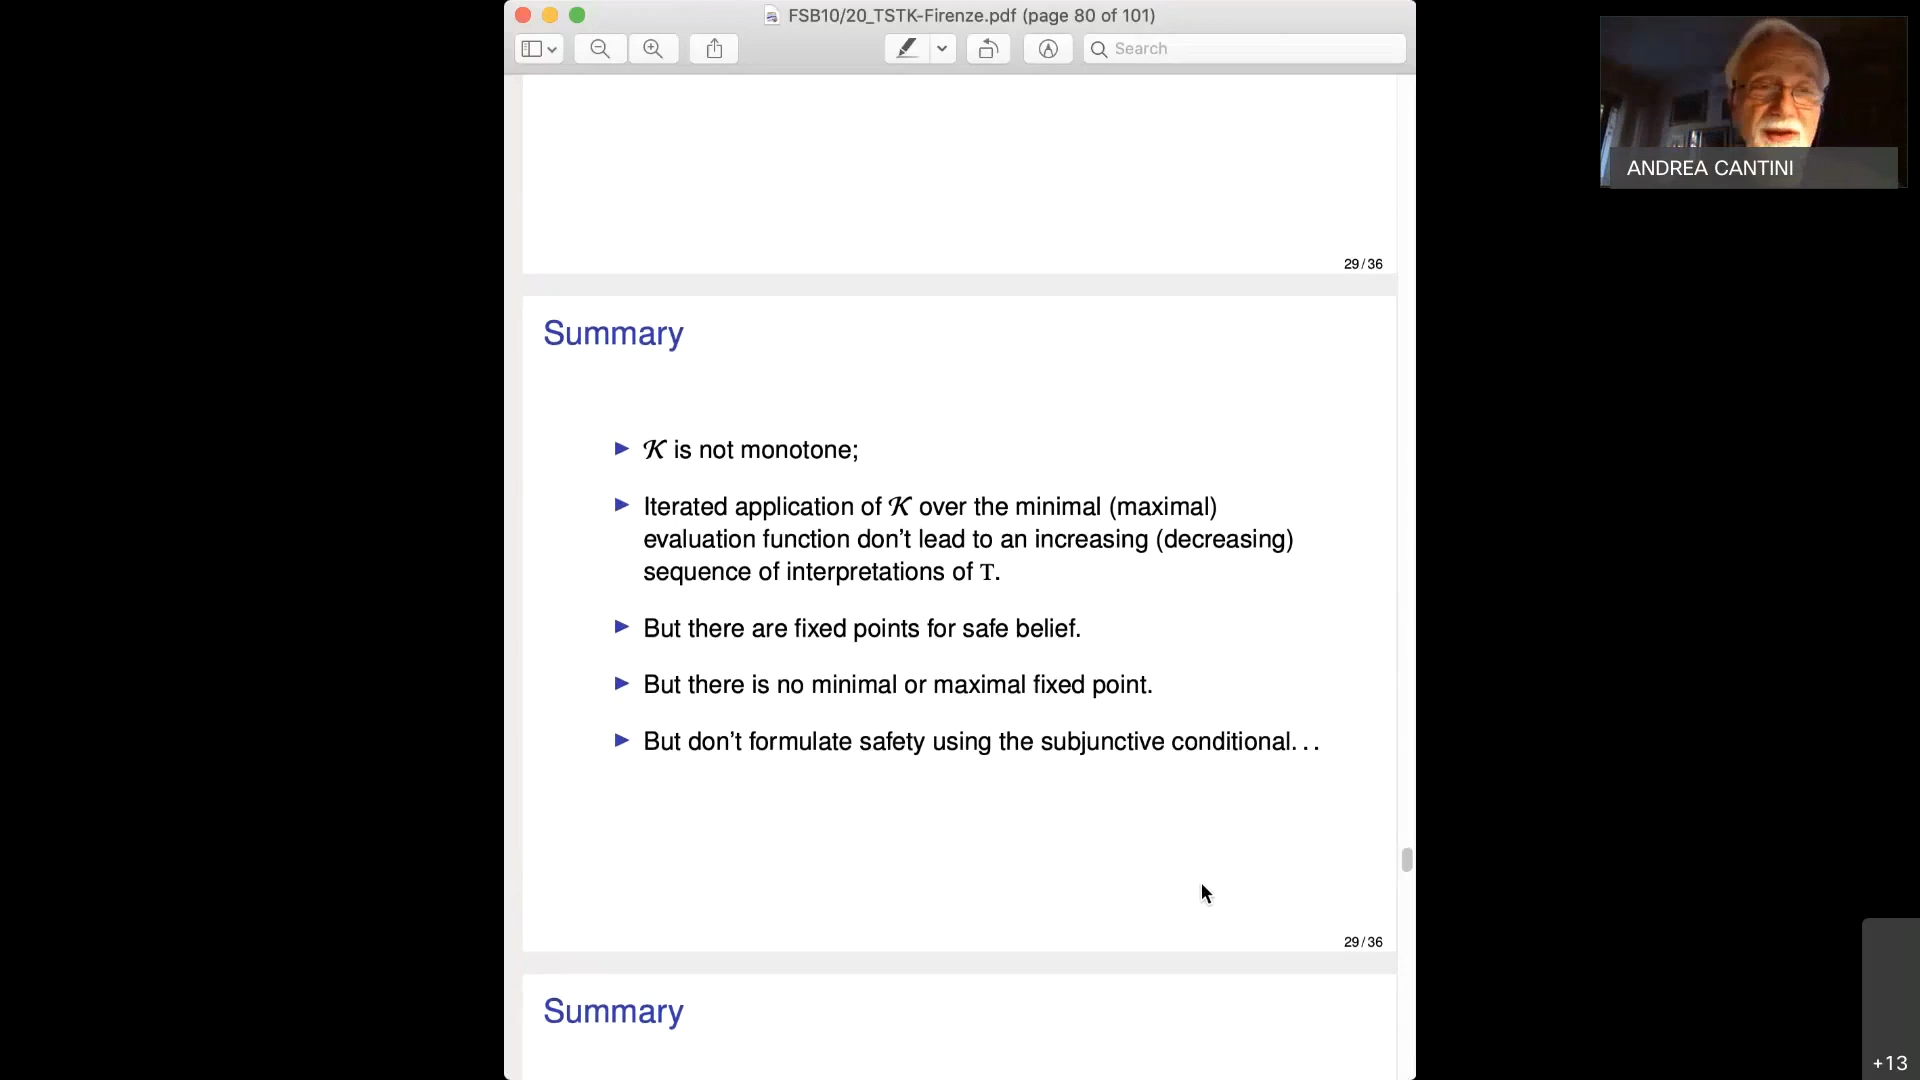 FSB10/20_TSTK-Firenze.pdf (page 80 of 101)
Search
ANDREA CANTINI
29/36
Summary
𝒦 is not monotone;
Iterated application of 𝒦 over the minimal (maximal)
evaluation function don't lead to an increasing (decreasing)
sequence of interpretations of T.
But there are fixed points for safe belief.
But there is no minimal or maximal fixed point.
But don't formulate safety using the subjunctive conditional...
29/36
Summary
+13